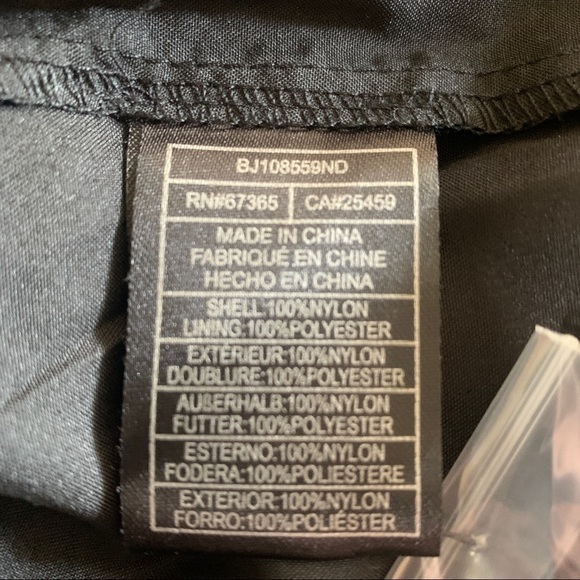 BJ108559ND
RN#67365 CA#25459
MADE IN CHINA
FABRIQUÉ EN CHINE
HECHO EN CHINA
SHELL:100%NYLON
LINING:100%POLYESTER
EXTÉRIEUR:100%NYLON
DOUBLURE:100%POLYESTER
AUßERHALB:100%NYLON
FUTTER:100%POLYESTER
ESTERNO:100%NYLON
FODERA:100%POLIESTERE
EXTERIOR:100%NYLON
FORRO:100%POLIÉSTER